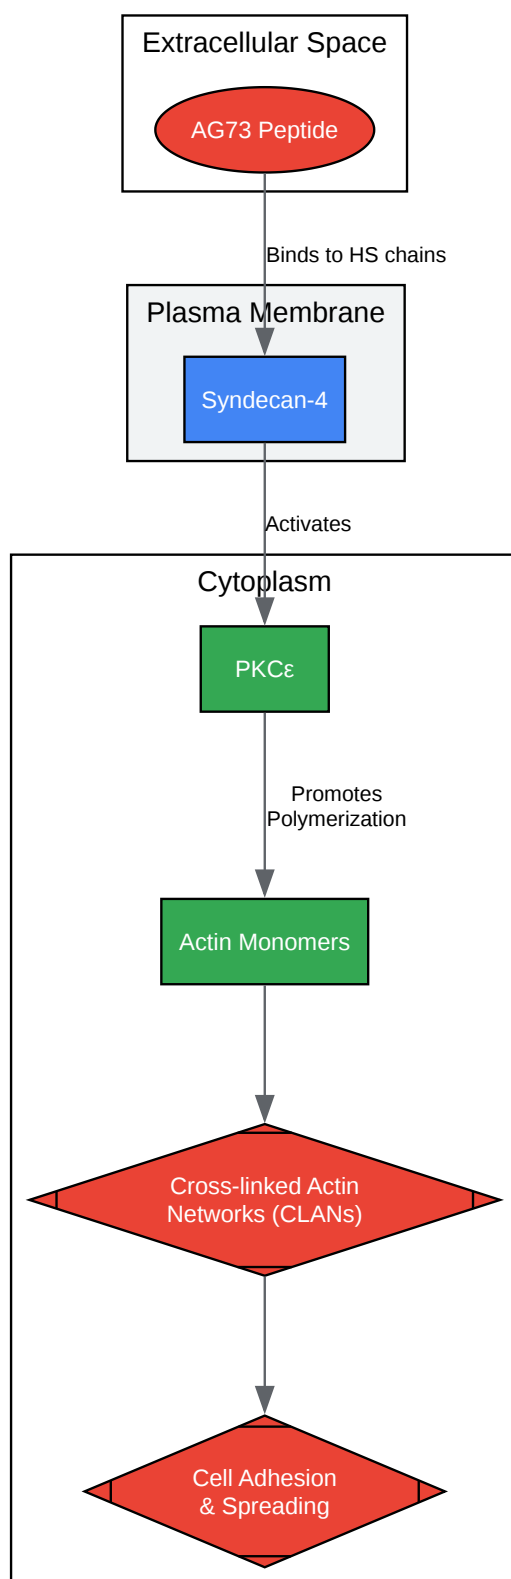 Extracellular Space
AG73 Peptide
Binds to HS chains
Plasma Membrane
Syndecan-4
Activates
Cytoplasm
PKCε
Promotes
Polymerization
Actin Monomers
Cross-linked Actin
Networks (CLANs)
Cell Adhesion
& Spreading